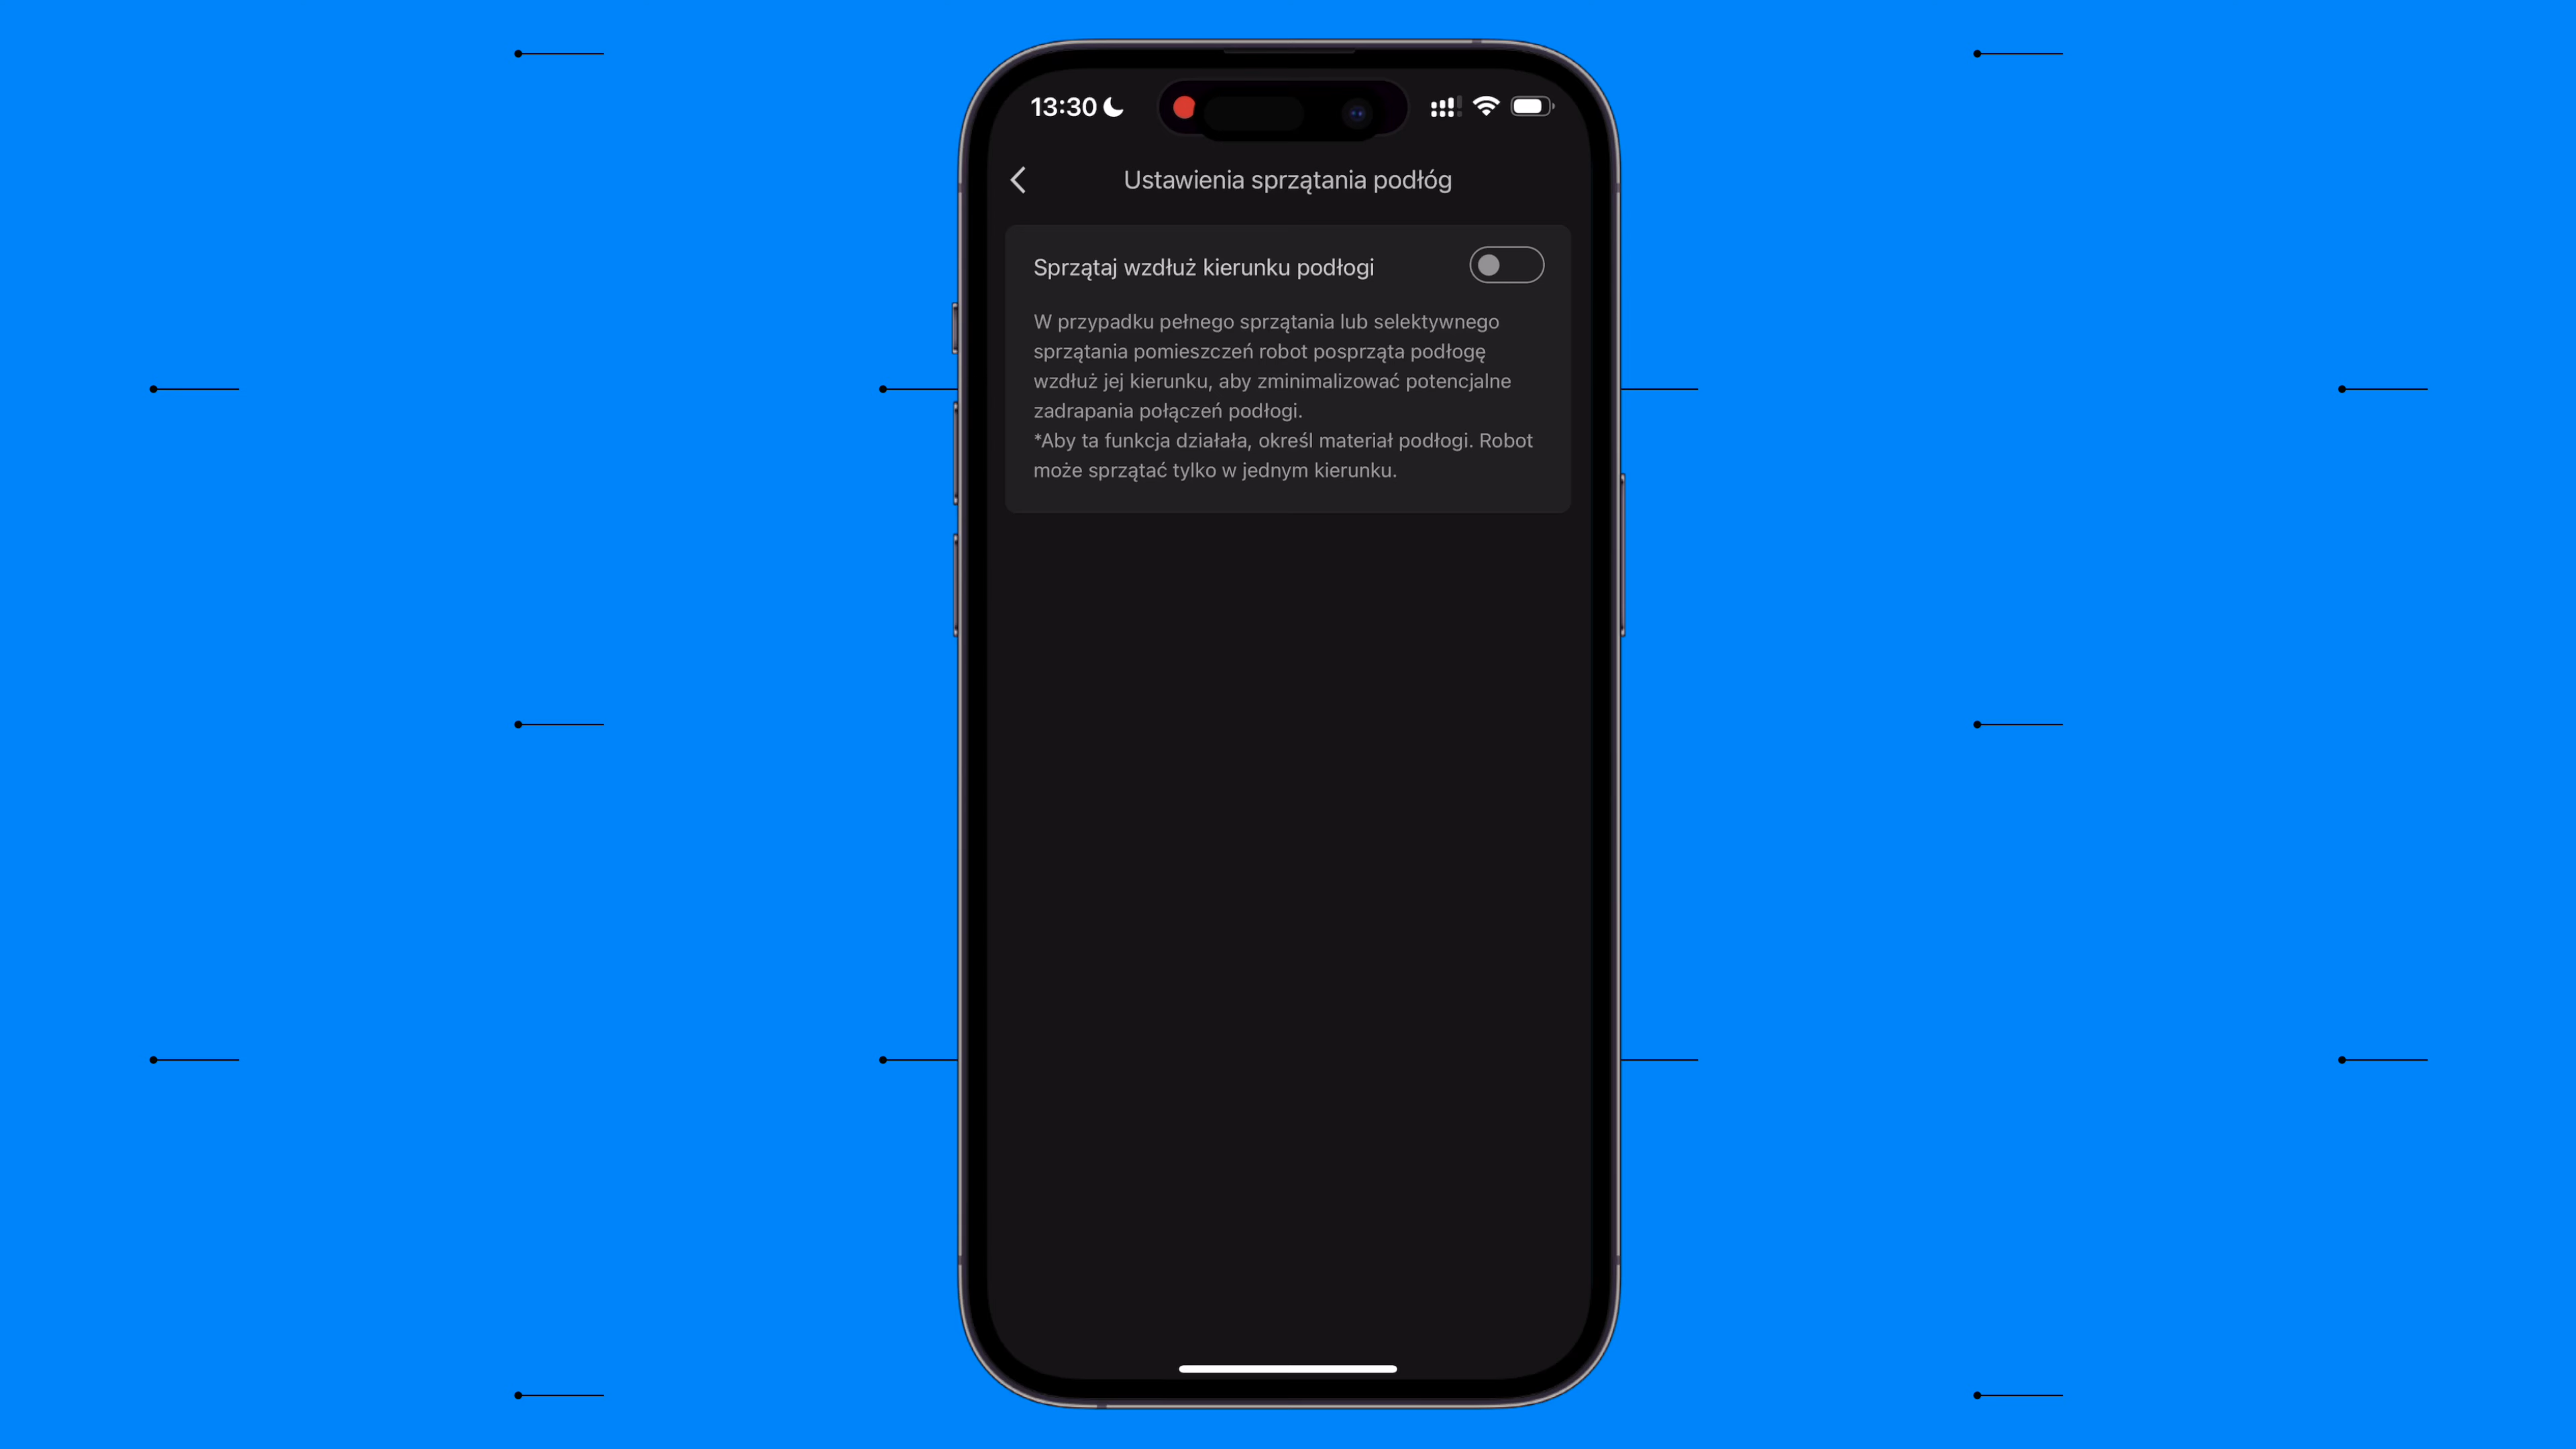 13:30
Ustawienia sprzątania podłóg
Sprzątaj wzdłuż kierunku podłogi
W przypadku pełnego sprzątania lub selektywnego
sprzątania pomieszczeń robot posprząta podłogę
wzdłuż jej kierunku, aby zminimalizować potencjalne
zadrapania połączeń podłogi.
*Aby ta funkcja działała, określ materiał podłogi. Robot
może sprzątać tylko w jednym kierunku.